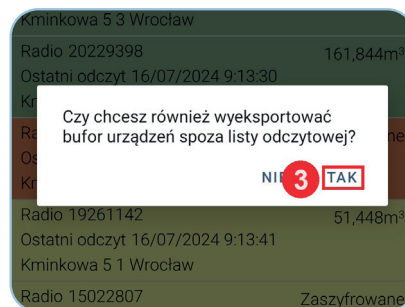 Kminkowa 5 3 Wrocław
Radio 20229398 161,844m³
Ostatni odczyt 16/07/2024 9:13:30
Czy chcesz również wyeksportować
bufor urządzeń spoza listy odczytowej?
3 TAK
Radio 19261142 51,448m³
Ostatni odczyt 16/07/2024 9:13:41
Kminkowa 5 1 Wrocław
Radio 15022807 Zaszyfrowane